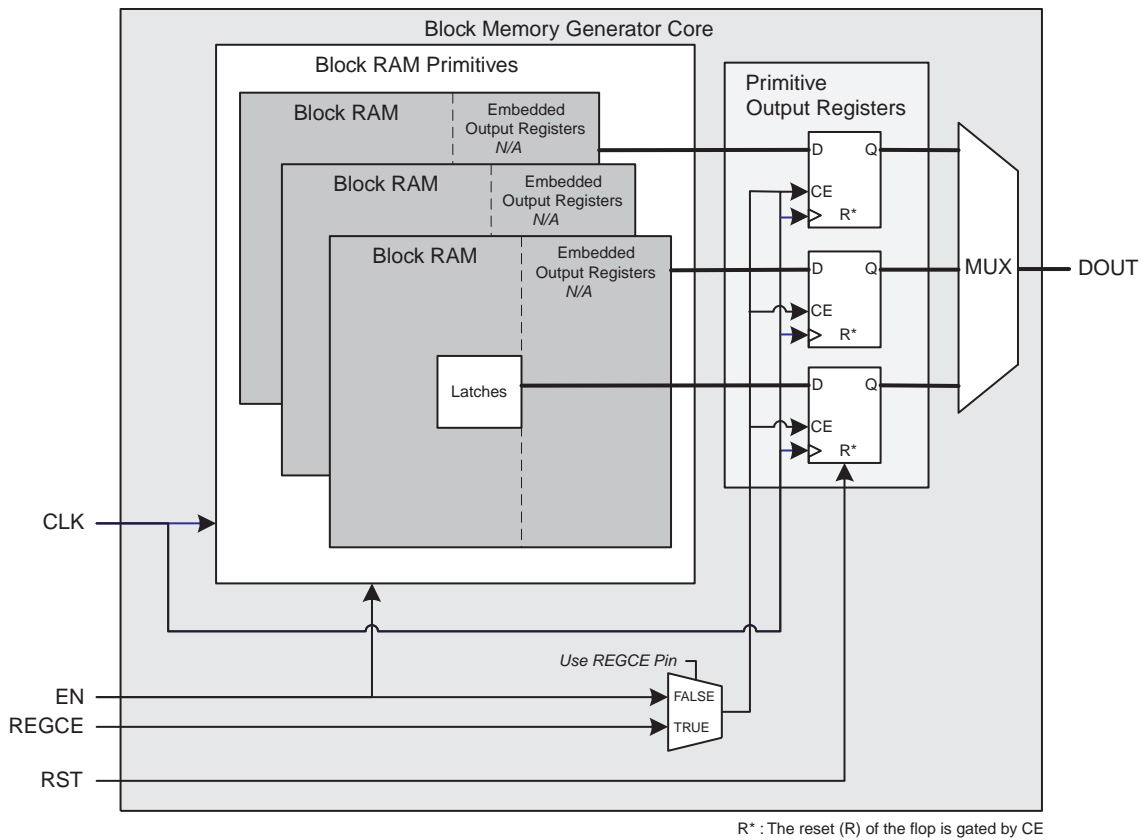 Block Memory Generator Core
Block RAM Primitives
Block RAM
Embedded
Output Registers
N/A
Block RAM
Embedded
Output Registers
N/A
Block RAM
Embedded
Output Registers
N/A
Latches
Primitive
Output Registers
D Q
CE
R*
D Q
CE
R*
D Q
CE
R*
MUX
DOUT
CLK
Use REGCE Pin
EN
FALSE
REGCE
TRUE
RST
R* : The reset (R) of the flop is gated by CE